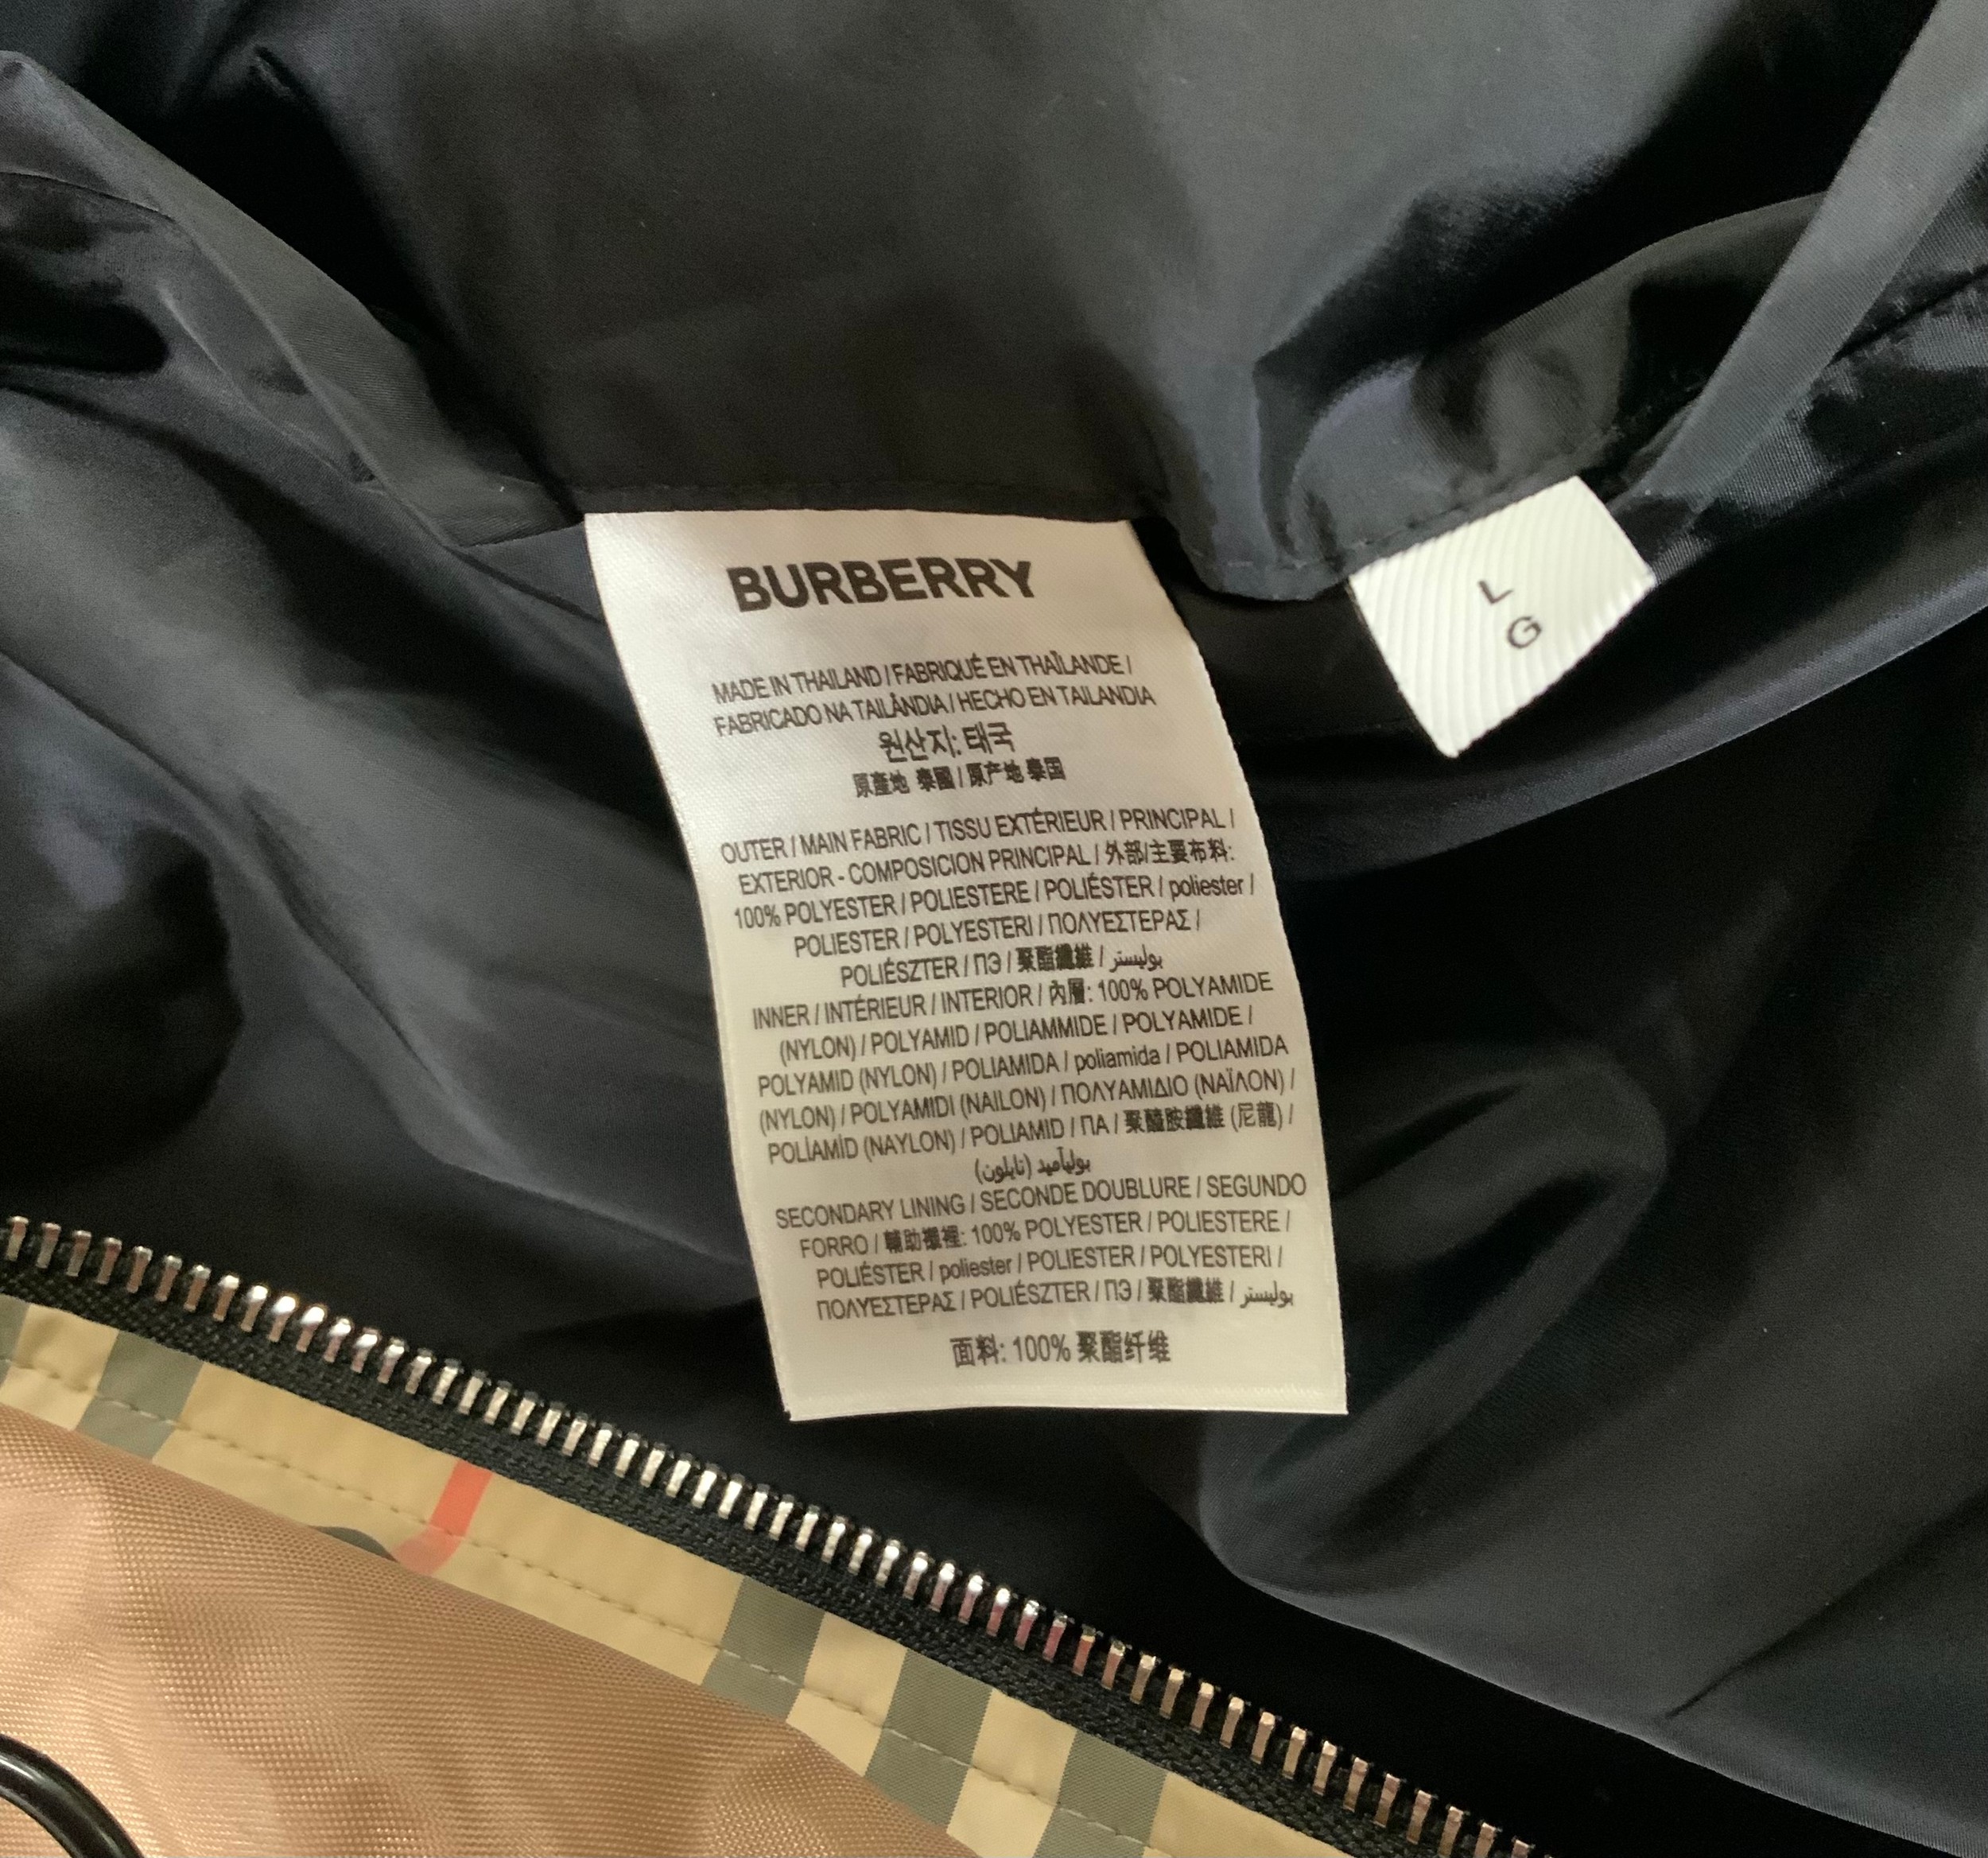 BURBERRY
MADE IN THAILAND / FABRIQUÉ EN THAÏLANDE /
FABRICADO NA TAILÂNDIA / HECHO EN TAILANDIA
원산지: 태국
原產地 泰國 / 原产地 泰国
OUTER / MAIN FABRIC / TISSU EXTÉRIEUR / PRINCIPAL /
EXTERIOR - COMPOSICION PRINCIPAL / 外部/主要布料:
100% POLYESTER / POLIESTERE / POLIÉSTER / poliester /
POLIESTER / POLYESTERI / ΠΟΛΥΕΣΤΕΡΑΣ /
POLIÉSZTER / ПЭ / 聚酯纖維 / بوليستر
INNER / INTÉRIEUR / INTERIOR / 內層: 100% POLYAMIDE
(NYLON) / POLYAMID / POLIAMMIDE / POLYAMIDE /
POLYAMID (NYLON) / POLIAMIDA / poliamida / POLIAMIDA
(NYLON) / POLYAMIDI (NAILON) / ΠΟΛΥΑΜΙΔΙΟ (ΝΑΪΛΟΝ) /
POLİAMİD (NAYLON) / POLIAMID / ПА / 聚醯胺纖維 (尼龍) /
بوليآميد (نايلون)
SECONDARY LINING / SECONDE DOUBLURE / SEGUNDO
FORRO / 輔助襯裡: 100% POLYESTER / POLIESTERE /
POLIÉSTER / poliester / POLIESTER / POLYESTERI /
ΠΟΛΥΕΣΤΕΡΑΣ / POLIÉSZTER / ПЭ / 聚酯纖維 / بوليستر
面料: 100% 聚酯纤维
L
G